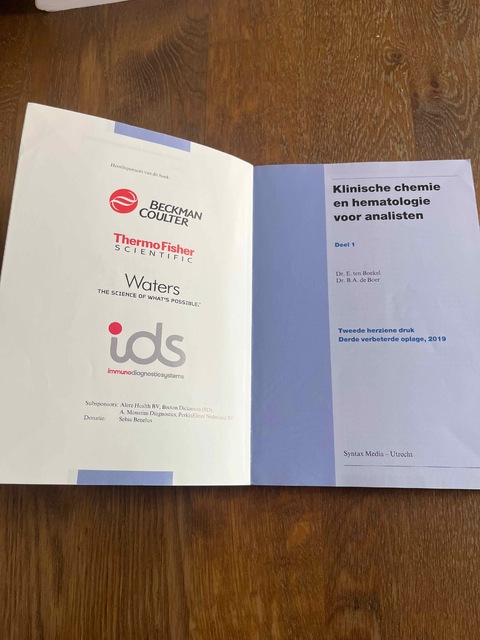 Hoofdsponsors van dit boek:
BECKMAN
COULTER
ThermoFisher
SCIENTIFIC
Waters
THE SCIENCE OF WHAT'S POSSIBLE.
ids
immunodiagnosticsystems
Subsponsors: Alere Health BV, Becton Dickinson (BD),
A. Menarini Diagnostics, PerkinElmer Nederland BV
Donatie: Sebia Benelux
Klinische chemie
en hematologie
voor analisten
Deel 1
Dr. E. ten Boekel
Dr. B.A. de Boer
Tweede herziene druk
Derde verbeterde oplage, 2019
Syntax Media – Utrecht